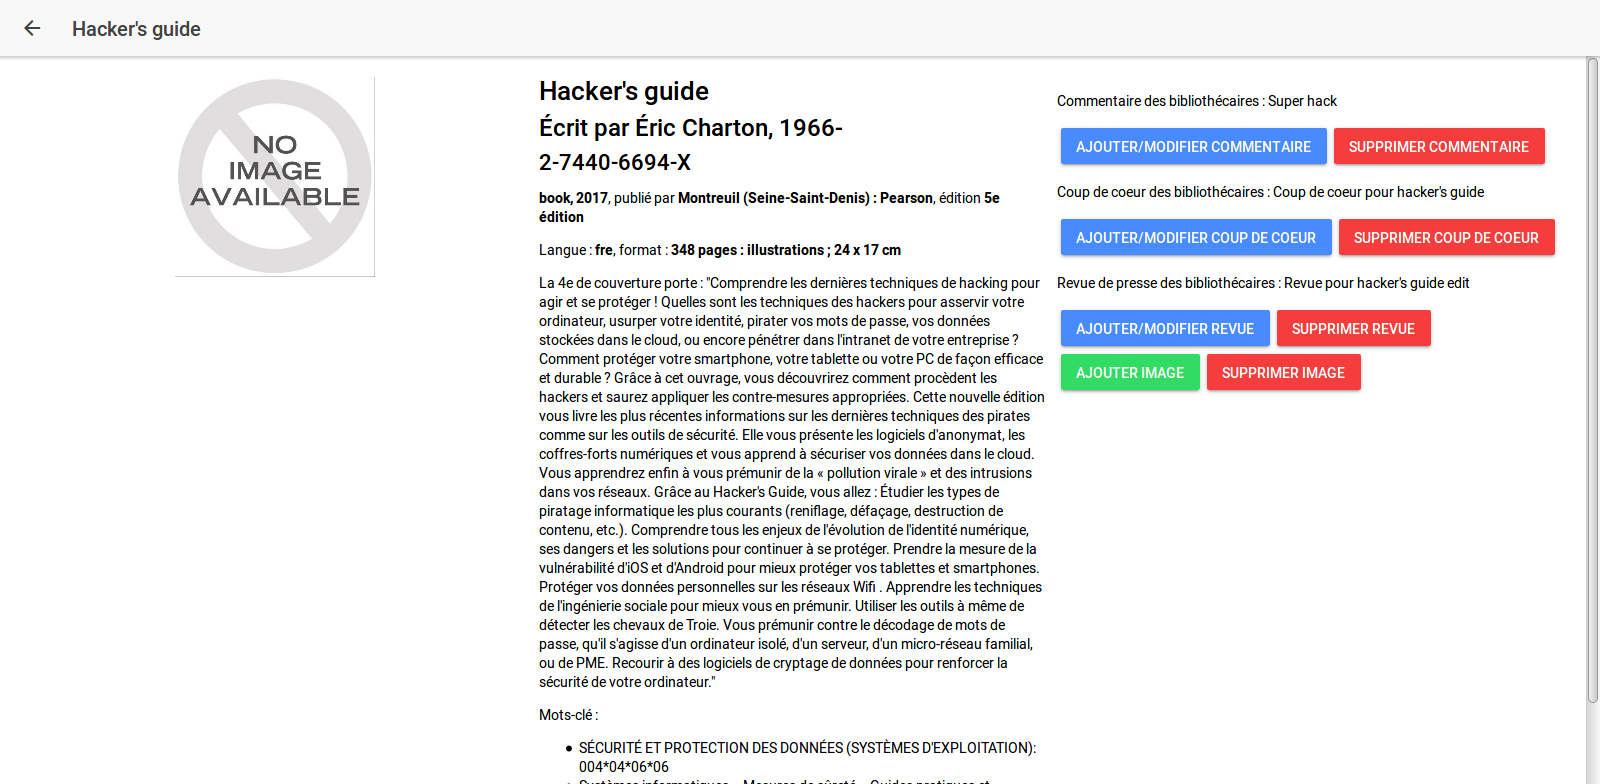 Hacker's guide
NO
IMAGE
AVAILABLE
Hacker's guide
Écrit par Éric Charton, 1966-
2-7440-6694-X
book, 2017, publié par Montreuil (Seine-Saint-Denis) : Pearson, édition 5e
édition
Langue : fre, format : 348 pages : illustrations ; 24 x 17 cm
La 4e de couverture porte : "Comprendre les dernières techniques de hacking pour
agir et se protéger ! Quelles sont les techniques des hackers pour asservir votre
ordinateur, usurper votre identité, pirater vos mots de passe, vos données
stockées dans le cloud, ou encore pénétrer dans l'intranet de votre entreprise ?
Comment protéger votre smartphone, votre tablette ou votre PC de façon efficace
et durable ? Grâce à cet ouvrage, vous découvrirez comment procèdent les
hackers et saurez appliquer les contre-mesures appropriées. Cette nouvelle édition
vous livre les plus récentes informations sur les dernières techniques des pirates
comme sur les outils de sécurité. Elle vous présente les logiciels d'anonymat, les
coffres-forts numériques et vous apprend à sécuriser vos données dans le cloud.
Vous apprendrez enfin à vous prémunir de la « pollution virale » et des intrusions
dans vos réseaux. Grâce au Hacker's Guide, vous allez : Étudier les types de
piratage informatique les plus courants (reniflage, défaçage, destruction de
contenu, etc.). Comprendre tous les enjeux de l'évolution de l'identité numérique,
ses dangers et les solutions pour continuer à se protéger. Prendre la mesure de la
vulnérabilité d'iOS et d'Android pour mieux protéger vos tablettes et smartphones.
Protéger vos données personnelles sur les réseaux Wifi . Apprendre les techniques
de l'ingénierie sociale pour mieux vous en prémunir. Utiliser les outils à même de
détecter les chevaux de Troie. Vous prémunir contre le décodage de mots de
passe, qu'il s'agisse d'un ordinateur isolé, d'un serveur, d'un micro-réseau familial,
ou de PME. Recourir à des logiciels de cryptage de données pour renforcer la
sécurité de votre ordinateur."
Mots-clé :
SÉCURITÉ ET PROTECTION DES DONNÉES (SYSTÈMES D'EXPLOITATION):
004*04*06*06
Commentaire des bibliothécaires : Super hack
AJOUTER/MODIFIER COMMENTAIRE SUPPRIMER COMMENTAIRE
Coup de coeur des bibliothécaires : Coup de coeur pour hacker's guide
AJOUTER/MODIFIER COUP DE COEUR SUPPRIMER COUP DE COEUR
Revue de presse des bibliothécaires : Revue pour hacker's guide edit
AJOUTER/MODIFIER REVUE SUPPRIMER REVUE
AJOUTER IMAGE SUPPRIMER IMAGE